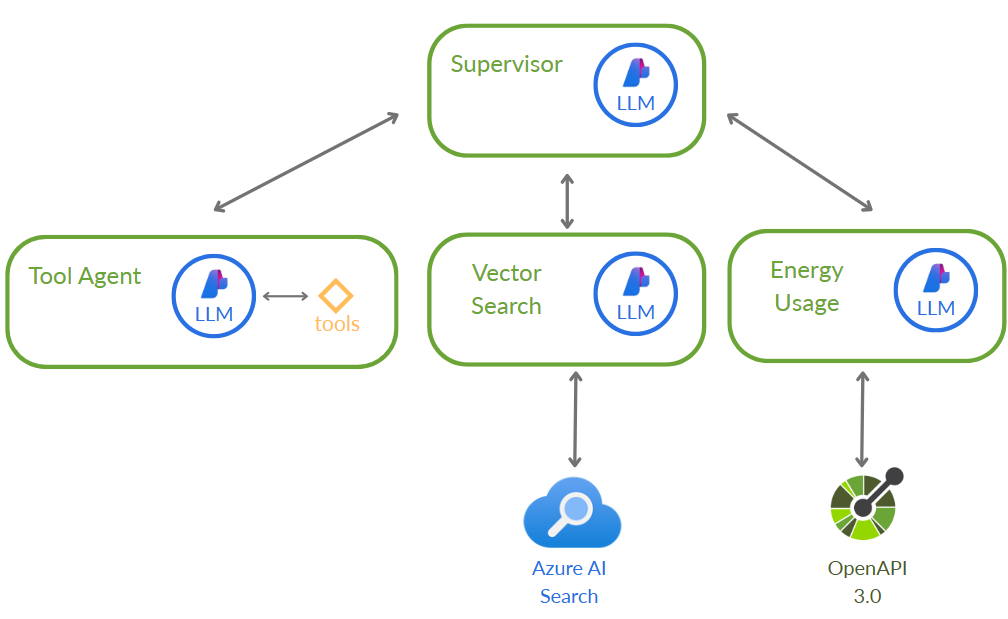 Supervisor
LLM
Tool Agent
LLM
tools
Vector
Search
LLM
Energy
Usage
LLM
Azure AI
Search
OpenAPI
3.0